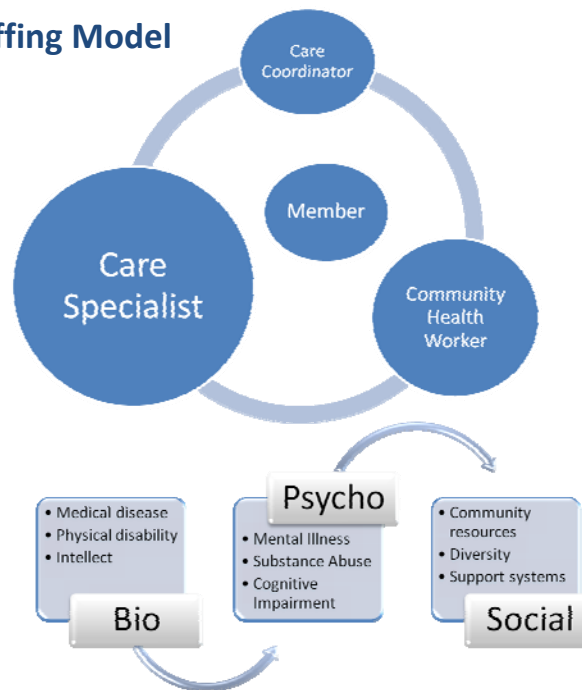 ffing Model
Care
Coordinator
Member
Care
Specialist
Community
Health
Worker
• Medical disease
• Physical disability
• Intellect
Bio
Psycho
• Mental Illness
• Substance Abuse
• Cognitive
Impairment
• Community
resources
• Diversity
• Support systems
Social